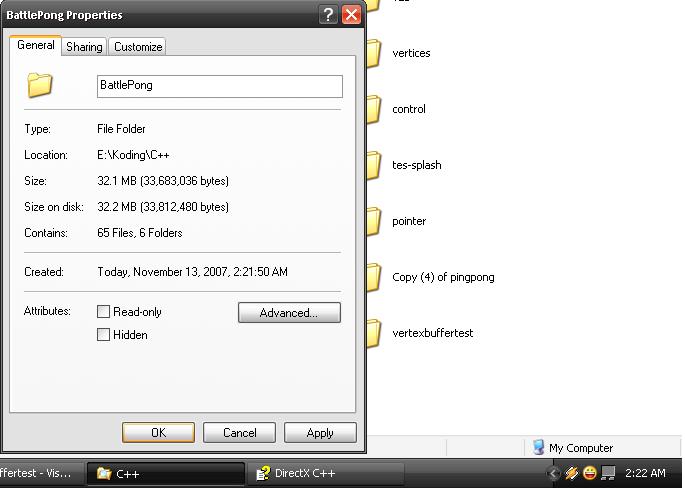 BattlePong Properties
General Sharing Customize
BattlePong
Type: File Folder
Location: E:\Koding\C++
Size: 32.1 MB (33,683,036 bytes)
Size on disk: 32.2 MB (33,812,480 bytes)
Contains: 65 Files, 6 Folders
Created: Today, November 13, 2007, 2:21:50 AM
Attributes: Read-only Advanced...
Hidden
OK Cancel Apply
vertices
control
tes-splash
pointer
Copy (4) of pingpong
vertexbuffertest
My Computer
ffertest - Vis... C++ DirectX C++ 2:22 AM